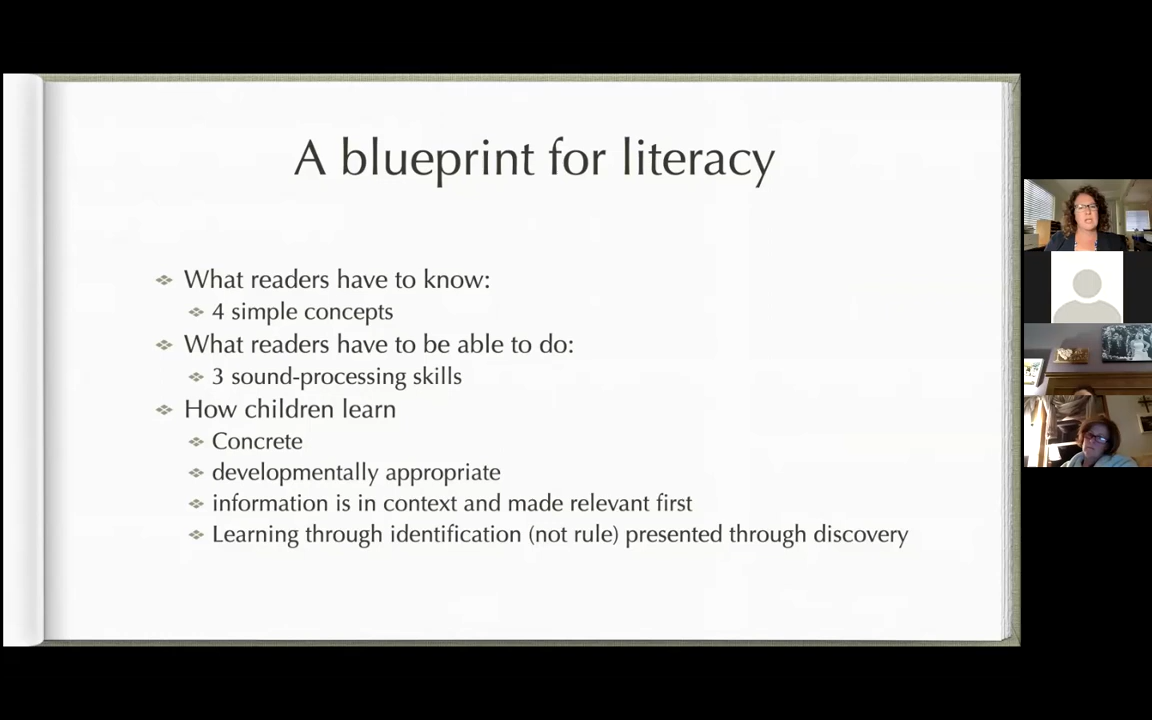 A blueprint for literacy
What readers have to know:
4 simple concepts
What readers have to be able to do:
3 sound-processing skills
How children learn
Concrete
developmentally appropriate
information is in context and made relevant first
Learning through identification (not rule) presented through discovery